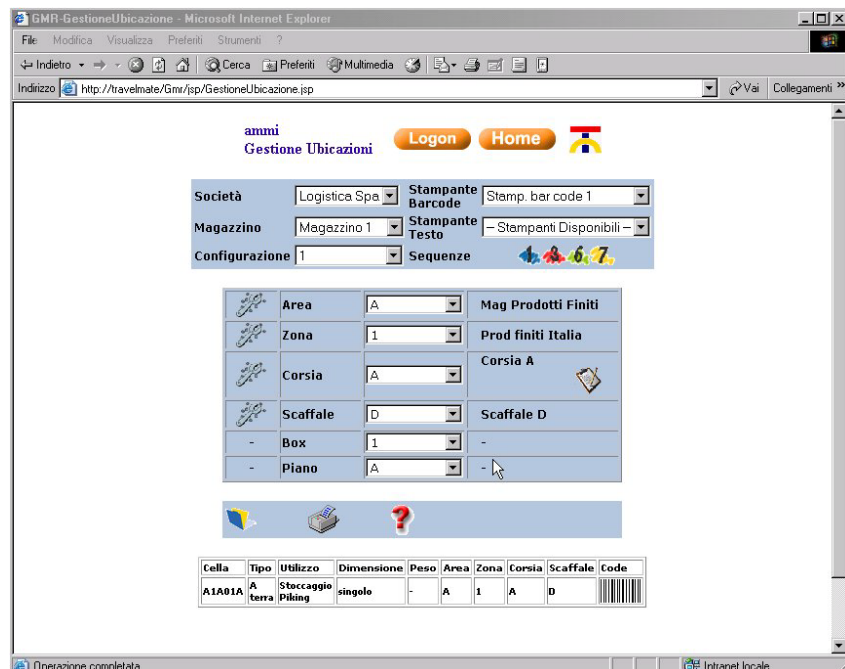 GMR-GestioneUbicazione - Microsoft Internet Explorer
File Modifica Visualizza Preferiti Strumenti ?
Indietro Cerca Preferiti Multimedia
Indirizzo http://travelmate/Gmr/jsp/GestioneUbicazione.jsp Vai Collegamenti »
ammi
Gestione Ubicazioni
Logon Home
Società Logistica Spa Stampante Barcode Stamp. bar code 1
Magazzino Magazzino 1 Stampante Testo – Stampanti Disponibili –
Configurazione 1 Sequenze 6 7
Area A Mag Prodotti Finiti
Zona 1 Prod finiti Italia
Corsia A Corsia A
Scaffale D Scaffale D
- Box 1 -
- Piano A -
?
Cella Tipo Utilizzo Dimensione Peso Area Zona Corsia Scaffale Code
A1A01A A terra Stoccaggio Piking singolo - A 1 A D
Operazione completata Intranet locale